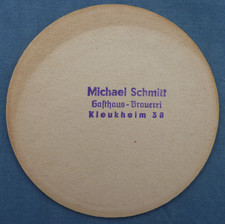 Michael Schmitt
Gasthaus-Brauerei
Kleukheim 38